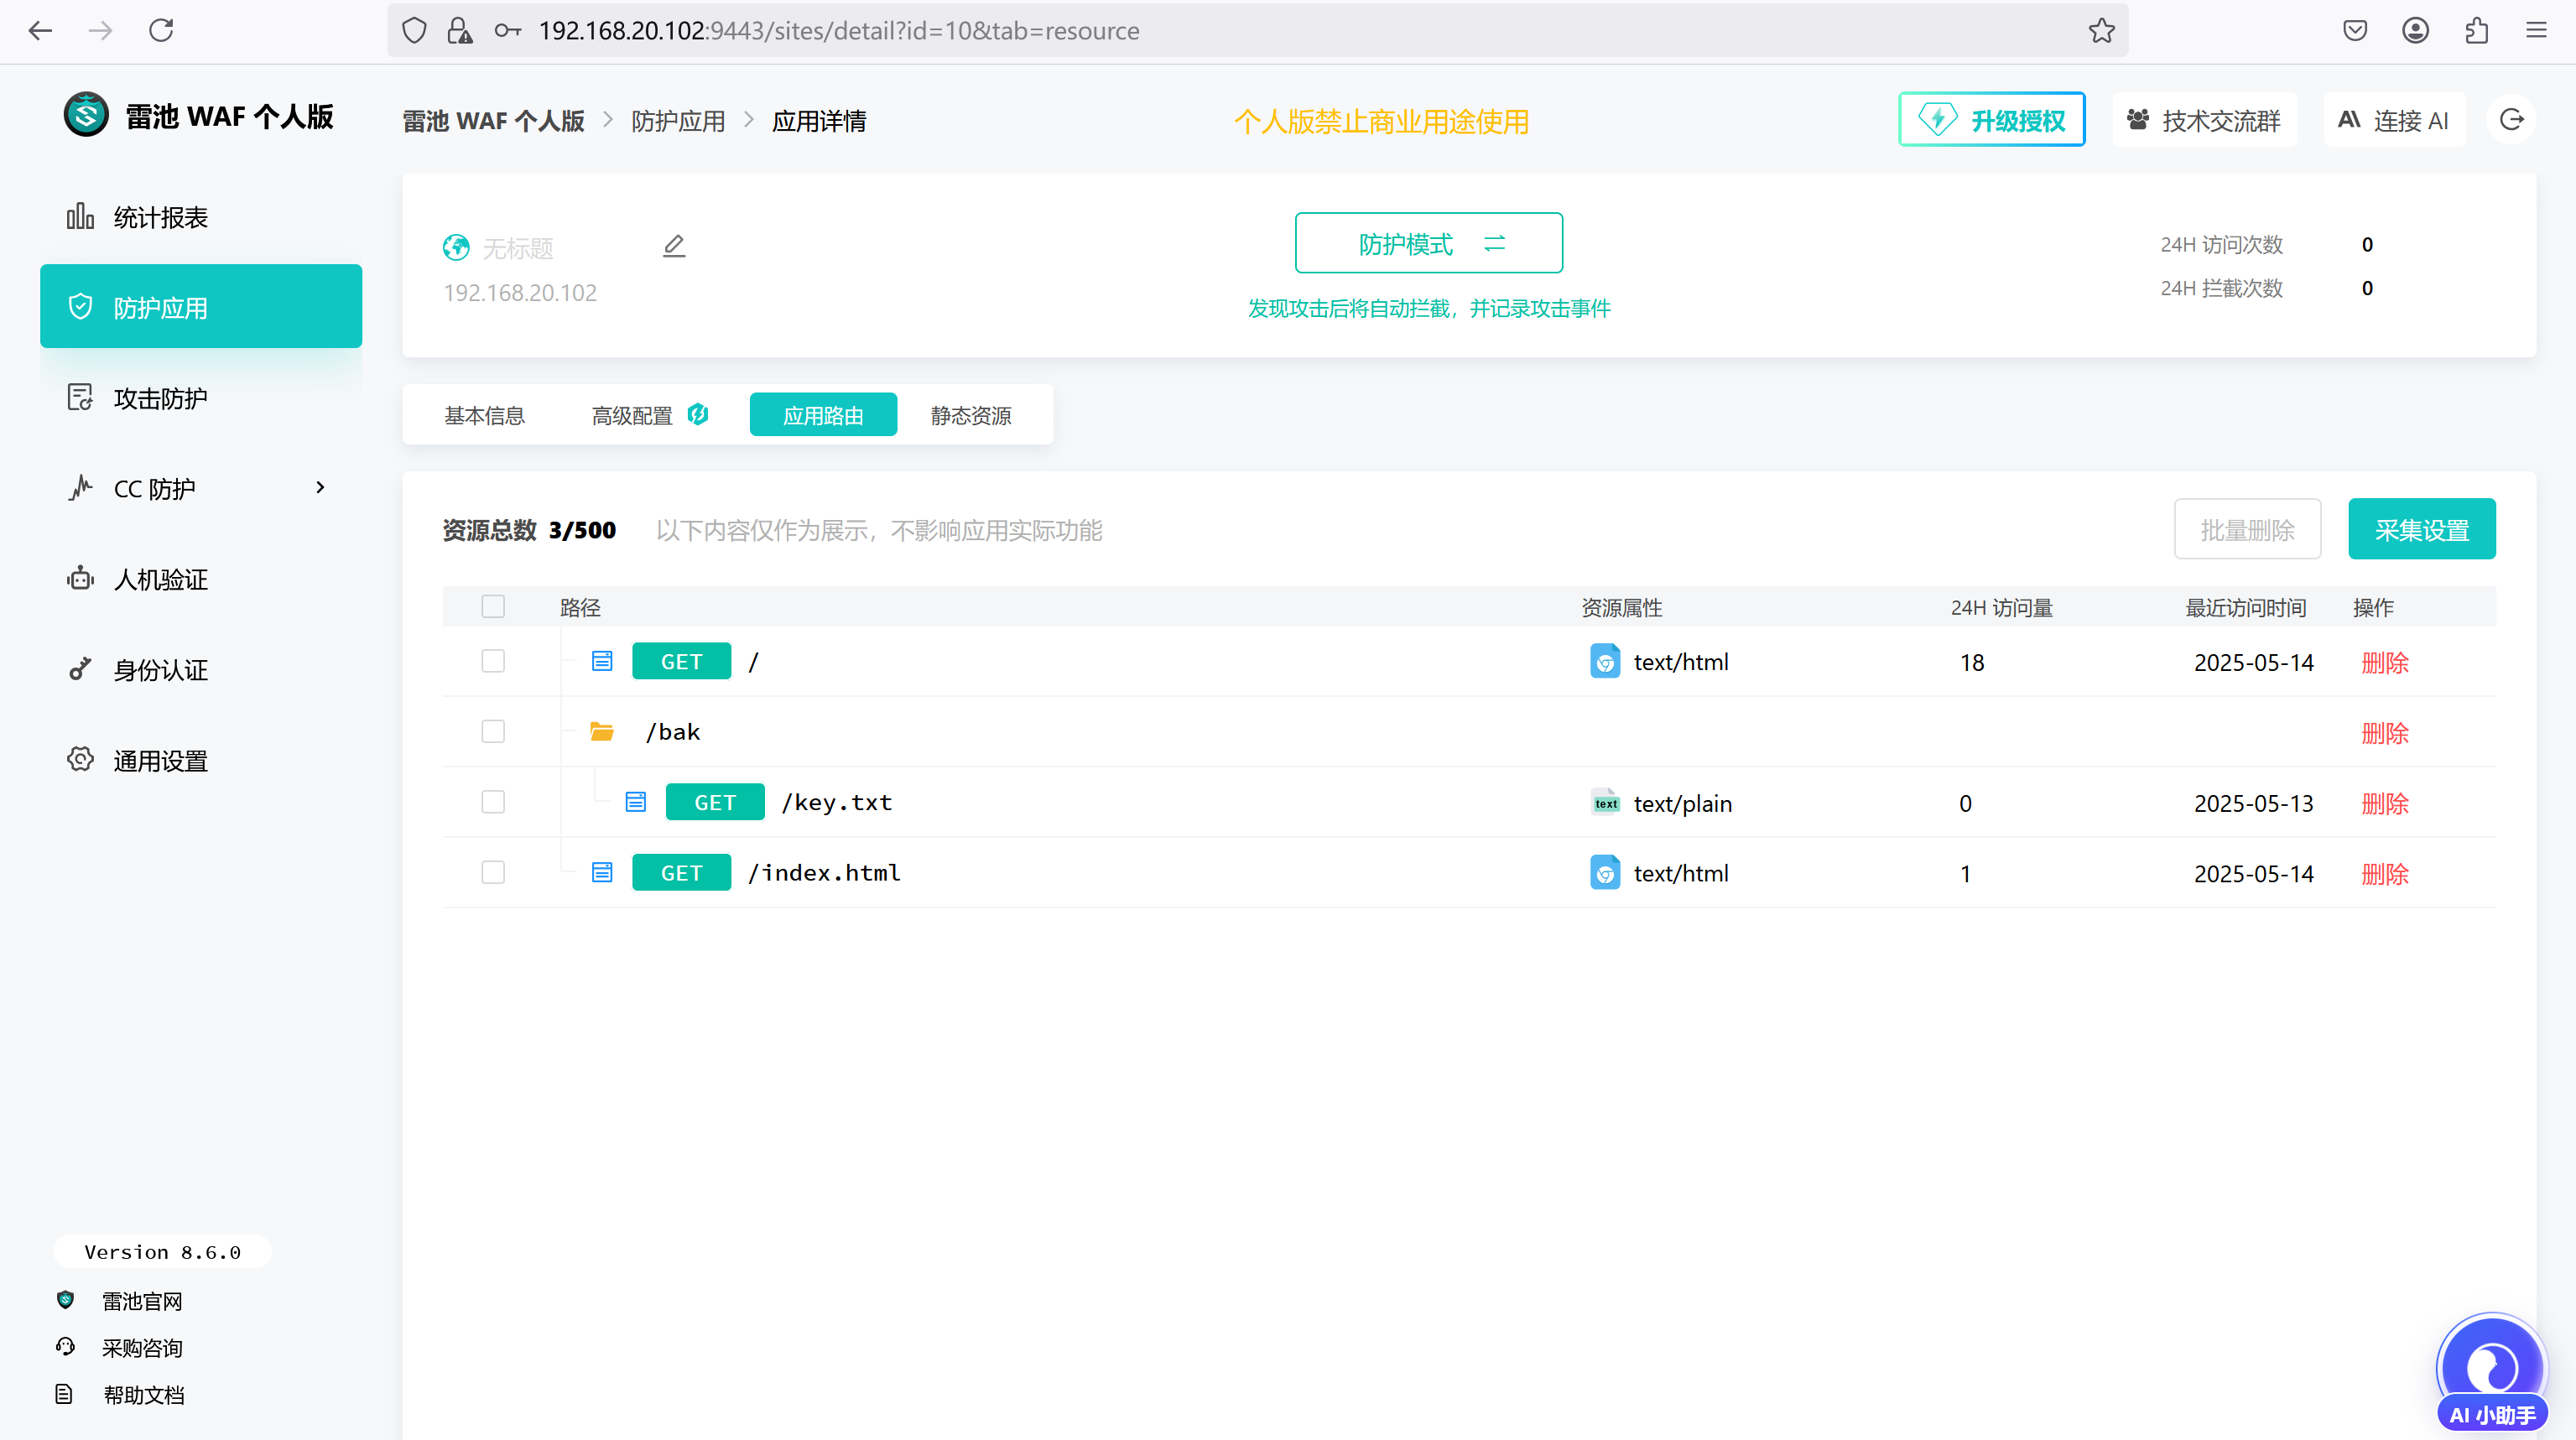 192.168.20.102:9443/sites/detail?id=10&tab=resource
雷池 WAF 个人版
雷池 WAF 个人版 > 防护应用 > 应用详情
个人版禁止商业用途使用
升级授权
技术交流群
连接 AI
统计报表
防护应用
攻击防护
CC 防护
人机验证
身份认证
通用设置
无标题
192.168.20.102
防护模式
发现攻击后将自动拦截，并记录攻击事件
24H 访问次数 0
24H 拦截次数 0
基本信息 高级配置 应用路由 静态资源
资源总数 3/500 以下内容仅作为展示，不影响应用实际功能
批量删除 采集设置
路径 资源属性 24H 访问量 最近访问时间 操作
GET / text/html 18 2025-05-14 删除
/bak 删除
GET /key.txt text text/plain 0 2025-05-13 删除
GET /index.html text/html 1 2025-05-14 删除
Version 8.6.0
雷池官网
采购咨询
帮助文档
AI 小助手